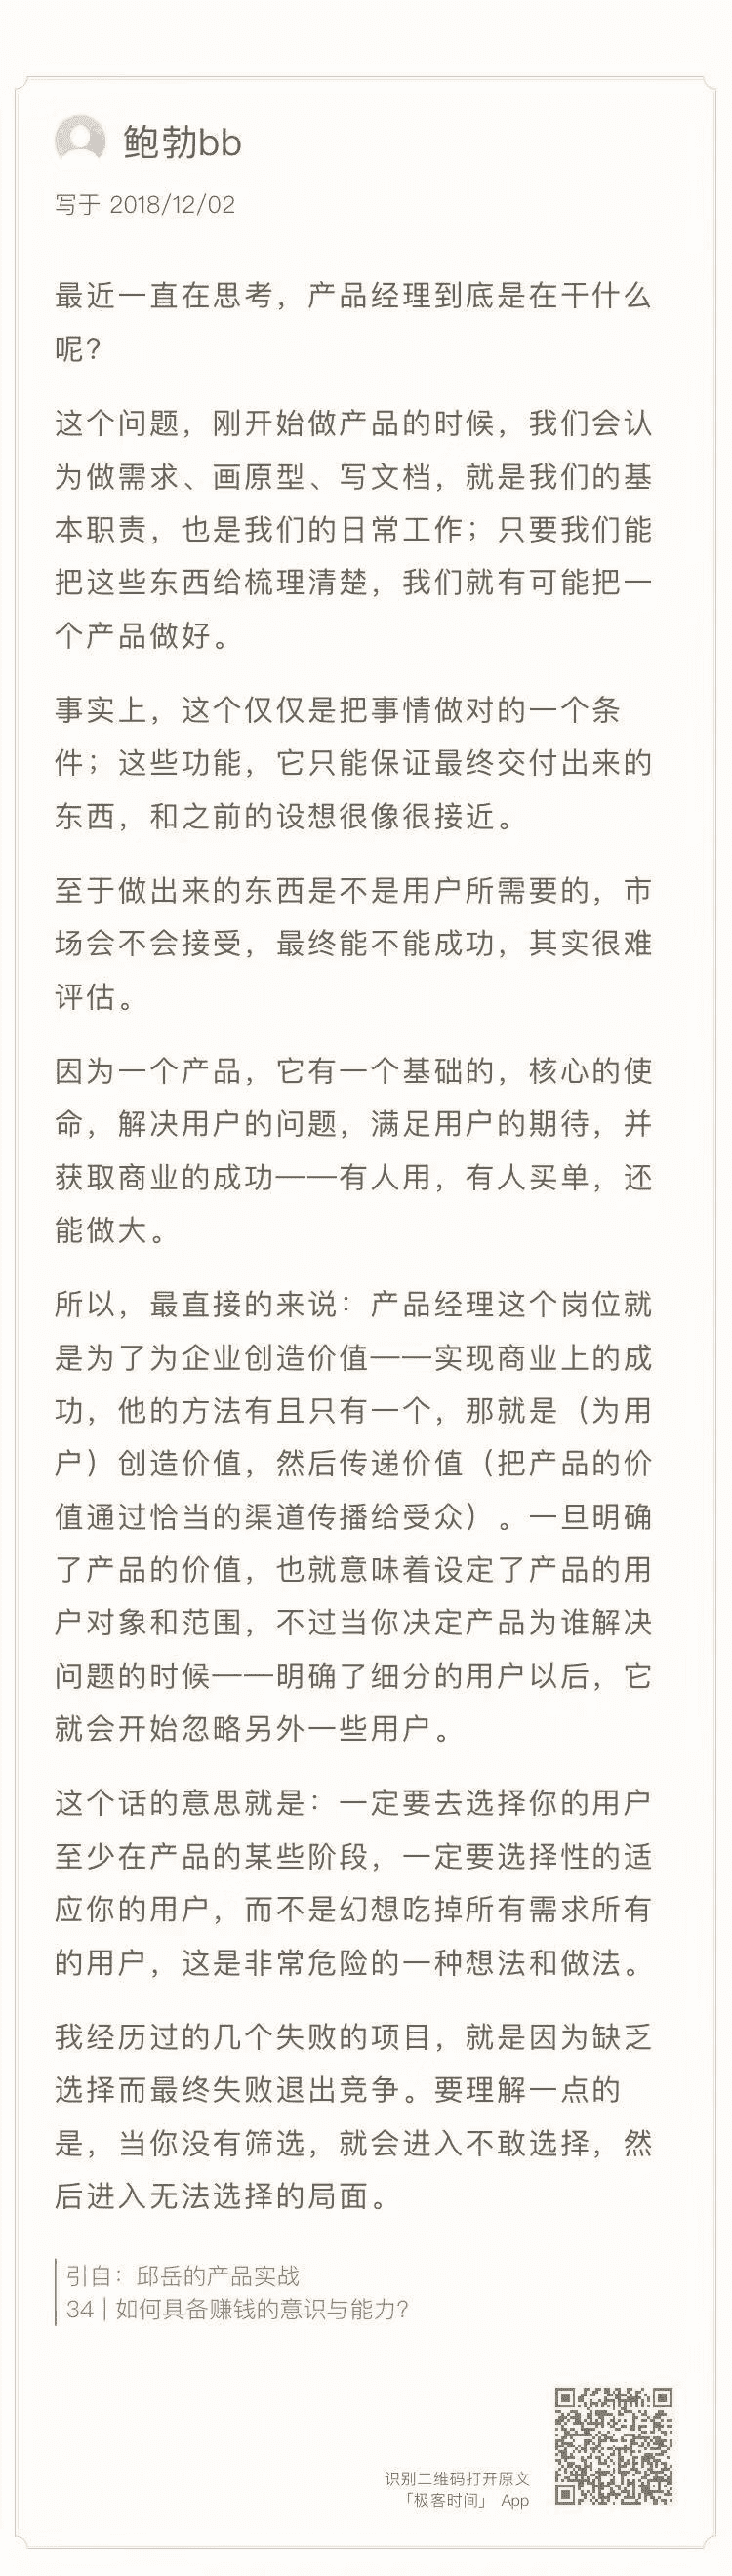 鲍勃bb
写于 2018/12/02
最近一直在思考，产品经理到底是在干什么
呢？
这个问题，刚开始做产品的时候，我们会认
为做需求、画原型、写文档，就是我们的基
本职责，也是我们的日常工作；只要我们能
把这些东西给梳理清楚，我们就有可能把一
个产品做好。
事实上，这个仅仅是把事情做对的一个条
件；这些功能，它只能保证最终交付出来的
东西，和之前的设想很像很接近。
至于做出来的东西是不是用户所需要的，市
场会不会接受，最终能不能成功，其实很难
评估。
因为一个产品，它有一个基础的，核心的使
命，解决用户的问题，满足用户的期待，并
获取商业的成功——有人用，有人买单，还
能做大。
所以，最直接的来说：产品经理这个岗位就
是为了为企业创造价值——实现商业上的成
功，他的方法有且只有一个，那就是（为用
户）创造价值，然后传递价值（把产品的价
值通过恰当的渠道传播给受众）。一旦明确
了产品的价值，也就意味着设定了产品的用
户对象和范围，不过当你决定产品为谁解决
问题的时候——明确了细分的用户以后，它
就会开始忽略另外一些用户。
这个话的意思就是：一定要去选择你的用户
至少在产品的某些阶段，一定要选择性的适
应你的用户，而不是幻想吃掉所有需求所有
的用户，这是非常危险的一种想法和做法。
我经历过的几个失败的项目，就是因为缺乏
选择而最终失败退出竞争。要理解一点的
是，当你没有筛选，就会进入不敢选择，然
后进入无法选择的局面。
引自：邱岳的产品实战
34 | 如何具备赚钱的意识与能力？
识别二维码打开原文
「极客时间」 App